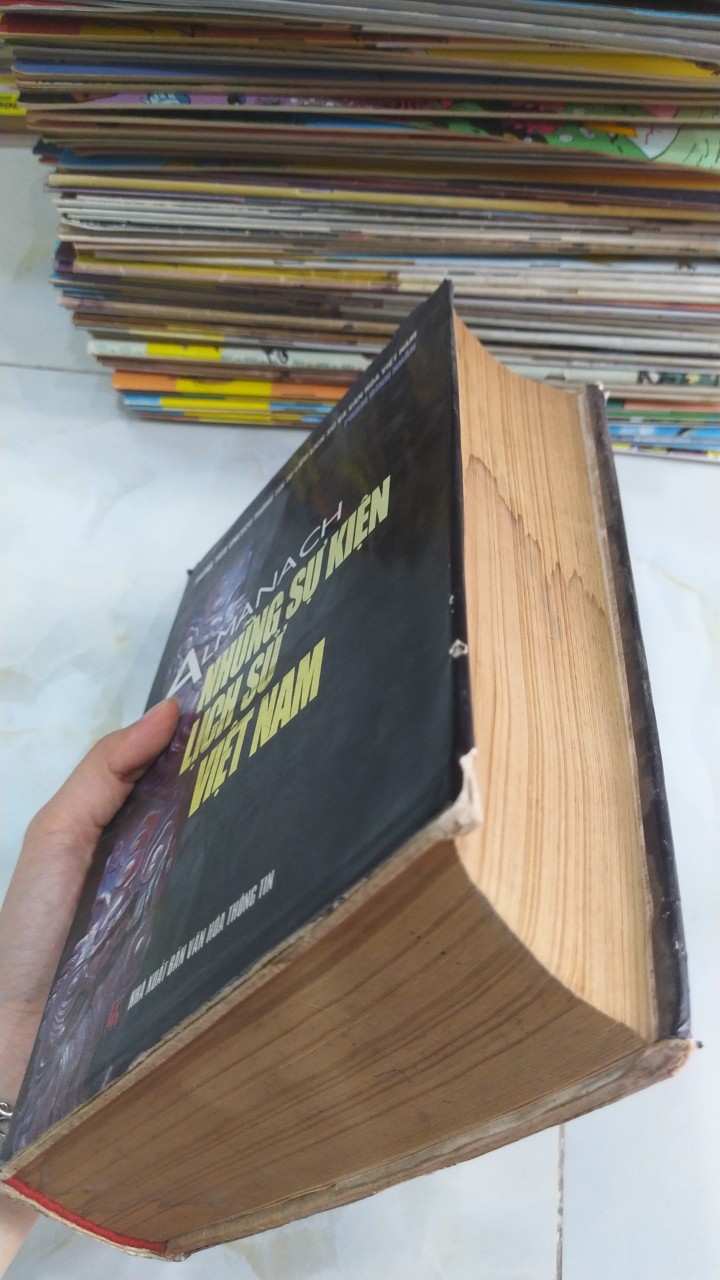 ALMANACH
NHỮNG SỰ KIỆN
LỊCH SỬ
VIỆT NAM
NHÀ XUẤT BẢN VĂN HÓA THÔNG TIN